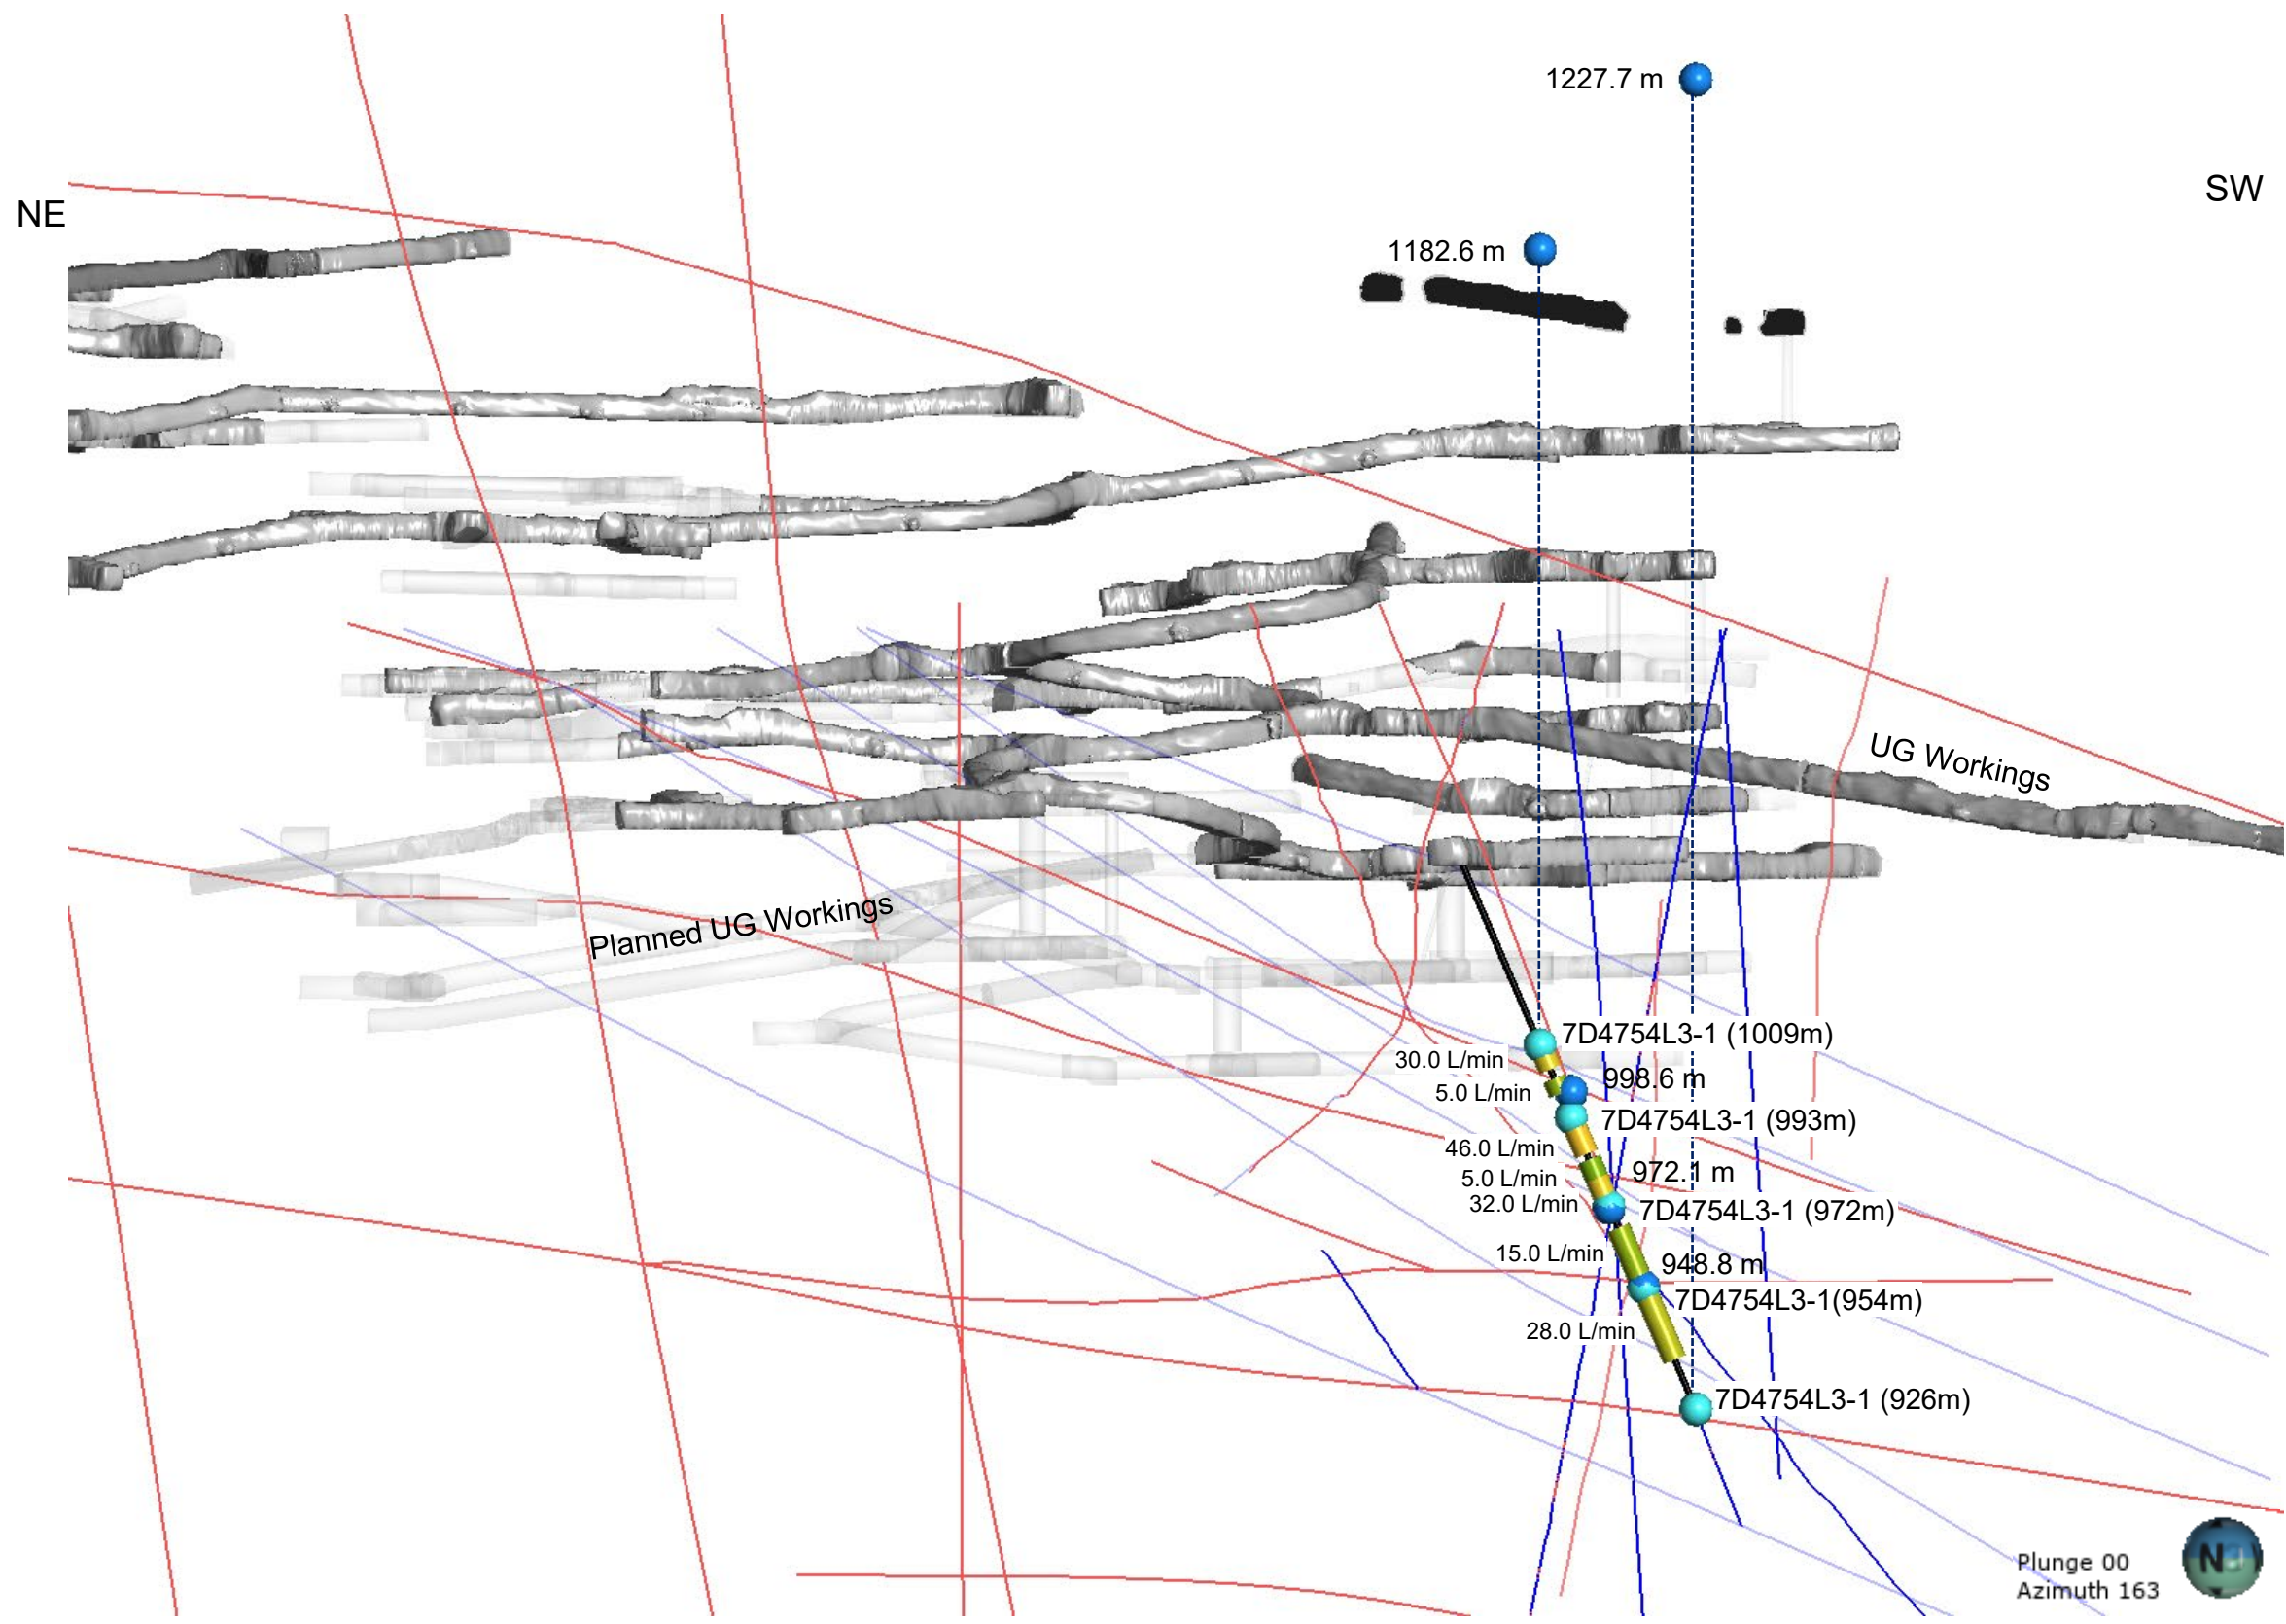 1227.7 m
SW
NE
1182.6 m
UG Workings
Planned UG Workings
7D4754L3-1 (1009m)
30.0 L/min
998.6 m
5.0 L/min
7D4754L3-1 (993m)
46.0 L/min
972.1 m
5.0 L/min
32.0 L/min
7D4754L3-1 (972m)
15.0 L/min
948.8 m
7D4754L3-1(954m)
28.0 L/min
7D4754L3-1 (926m)
Plunge 00
Azimuth 163
N